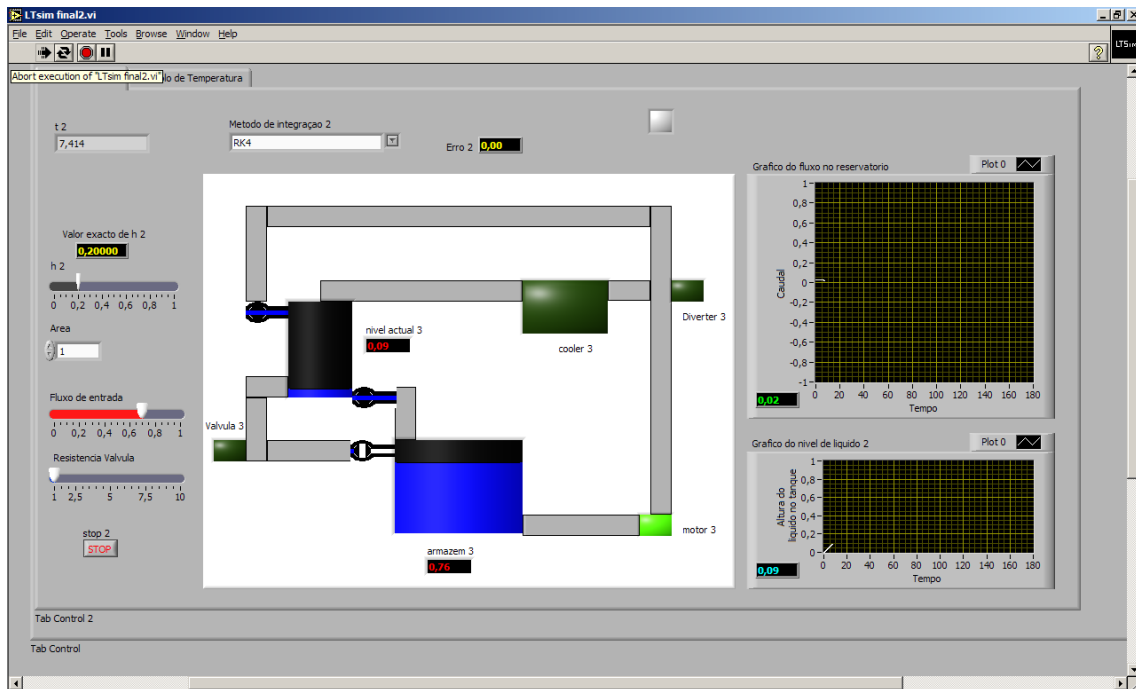 LTsim final2.vi
File Edit Operate Tools Browse Window Help
LTSim
Abort execution of "LTsim final2.vi"
io de Temperatura
t 2
7,414
Metodo de integraçao 2
RK4
Erro 2 0,00
Valor exacto de h 2
0,20000
h 2
0 0,2 0,4 0,6 0,8 1
Area
1
Fluxo de entrada
0 0,2 0,4 0,6 0,8 1
Resistencia Valvula
1 2,5 5 7,5 10
stop 2
STOP
nivel actual 3
0,09
cooler 3
Diverter 3
Valvula 3
motor 3
armazem 3
0,76
Grafico do fluxo no reservatorio
Plot 0
Caudal
1
0,8
0,6
0,4
0,2
0
-0,2
-0,4
-0,6
-0,8
-1
0 20 40 60 80 100 120 140 160 180
Tempo
0,02
Grafico do nivel de liquido 2
Plot 0
Altura do
liquido no tanque
1
0,8
0,6
0,4
0,2
0
0 20 40 60 80 100 120 140 160 180
Tempo
0,09
Tab Control 2
Tab Control